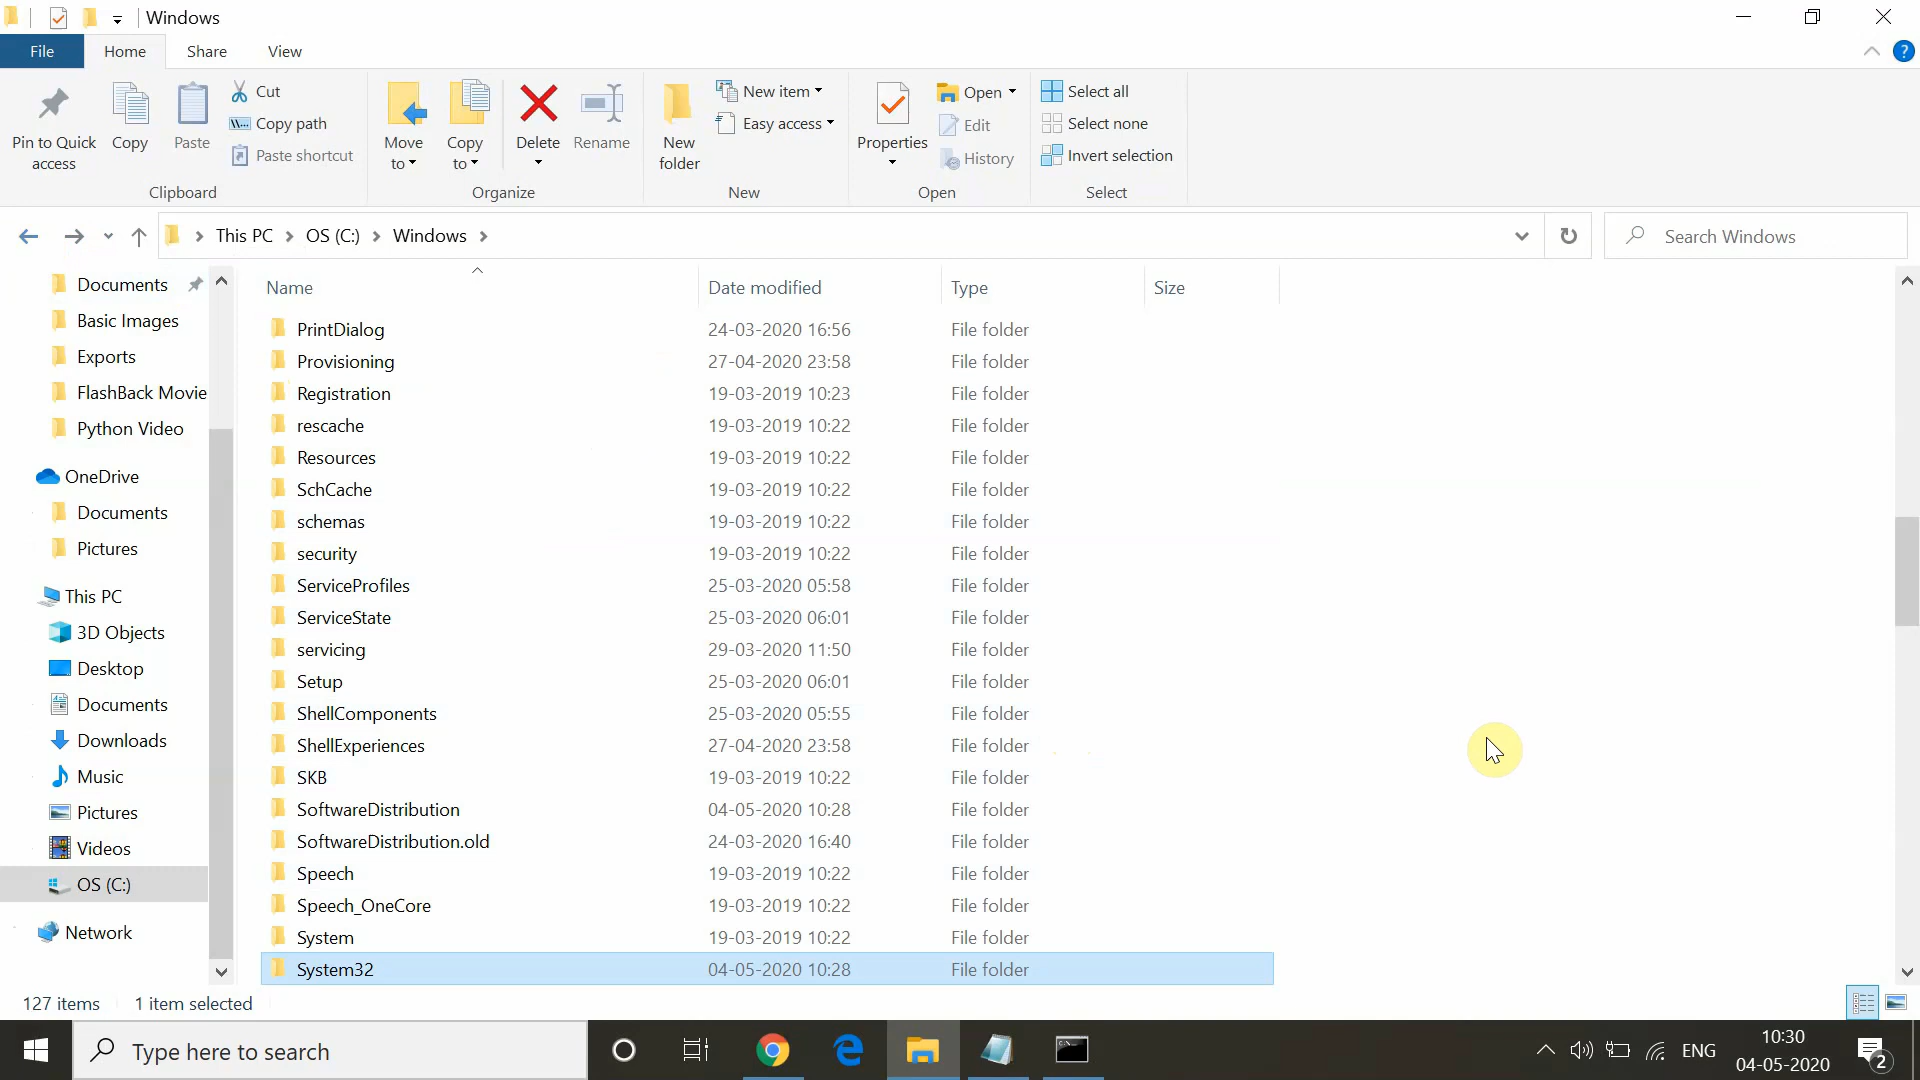 Windows
File Home Share View
Pin to Quick access
Copy
Paste
Cut
Copy path
Paste shortcut
Clipboard
Move to
Copy to
Delete
Rename
Organize
New folder
New item
Easy access
New
Properties
Open
Edit
History
Open
Select all
Select none
Invert selection
Select
This PC OS (C:) Windows
Search Windows
Documents
Basic Images
Exports
FlashBack Movie
Python Video
OneDrive
Documents
Pictures
This PC
3D Objects
Desktop
Documents
Downloads
Music
Pictures
Videos
OS (C:)
Network
Name Date modified Type Size
PrintDialog 24-03-2020 16:56 File folder
Provisioning 27-04-2020 23:58 File folder
Registration 19-03-2019 10:23 File folder
rescache 19-03-2019 10:22 File folder
Resources 19-03-2019 10:22 File folder
SchCache 19-03-2019 10:22 File folder
schemas 19-03-2019 10:22 File folder
security 19-03-2019 10:22 File folder
ServiceProfiles 25-03-2020 05:58 File folder
ServiceState 25-03-2020 06:01 File folder
servicing 29-03-2020 11:50 File folder
Setup 25-03-2020 06:01 File folder
ShellComponents 25-03-2020 05:55 File folder
ShellExperiences 27-04-2020 23:58 File folder
SKB 19-03-2019 10:22 File folder
SoftwareDistribution 04-05-2020 10:28 File folder
SoftwareDistribution.old 24-03-2020 16:40 File folder
Speech 19-03-2019 10:22 File folder
Speech_OneCore 19-03-2019 10:22 File folder
System 19-03-2019 10:22 File folder
System32 04-05-2020 10:28 File folder
127 items 1 item selected
Type here to search
ENG
10:30
04-05-2020
2